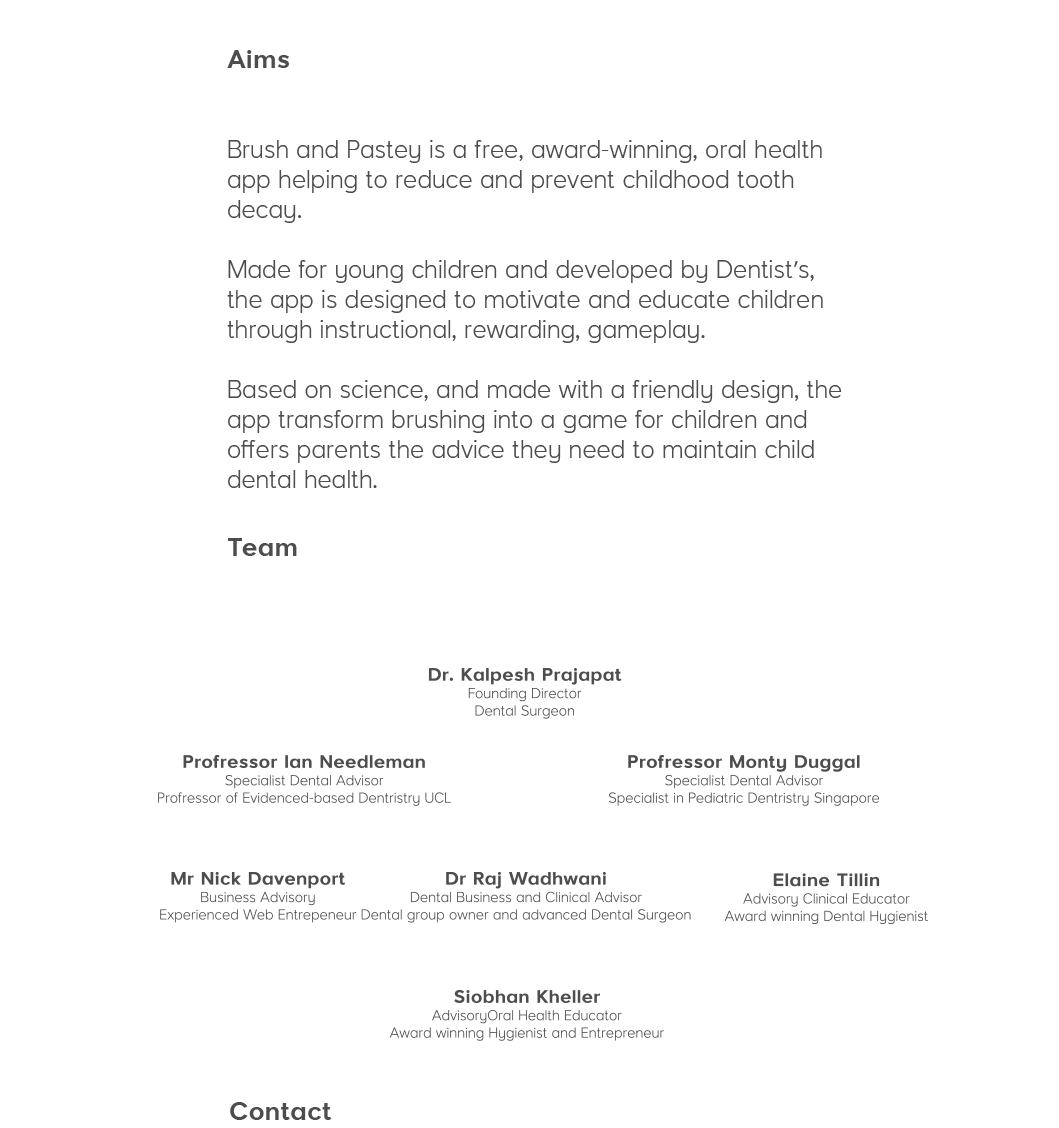 Aims
Brush and Pastey is a free, award-winning, oral health
app helping to reduce and prevent childhood tooth
decay.
Made for young children and developed by Dentist's,
the app is designed to motivate and educate children
through instructional, rewarding, gameplay.
Based on science, and made with a friendly design, the
app transform brushing into a game for children and
offers parents the advice they need to maintain child
dental health.
Team
Dr. Kalpesh Prajapat
Founding Director
Dental Surgeon
Profressor Ian Needleman
Specialist Dental Advisor
Profressor of Evidenced-based Dentristry UCL
Profressor Monty Duggal
Specialist Dental Advisor
Specialist in Pediatric Dentristry Singapore
Mr Nick Davenport
Business Advisory
Experienced Web Entrepeneur
Dr Raj Wadhwani
Dental Business and Clinical Advisor
Dental group owner and advanced Dental Surgeon
Elaine Tillin
Advisory Clinical Educator
Award winning Dental Hygienist
Siobhan Kheller
AdvisoryOral Health Educator
Award winning Hygienist and Entrepreneur
Contact